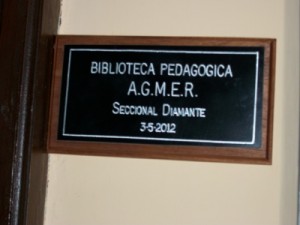 BIBLIOTECA PEDAGOGICA
A.G.M.E.R.
SECCIONAL DIAMANTE
3-5-2012